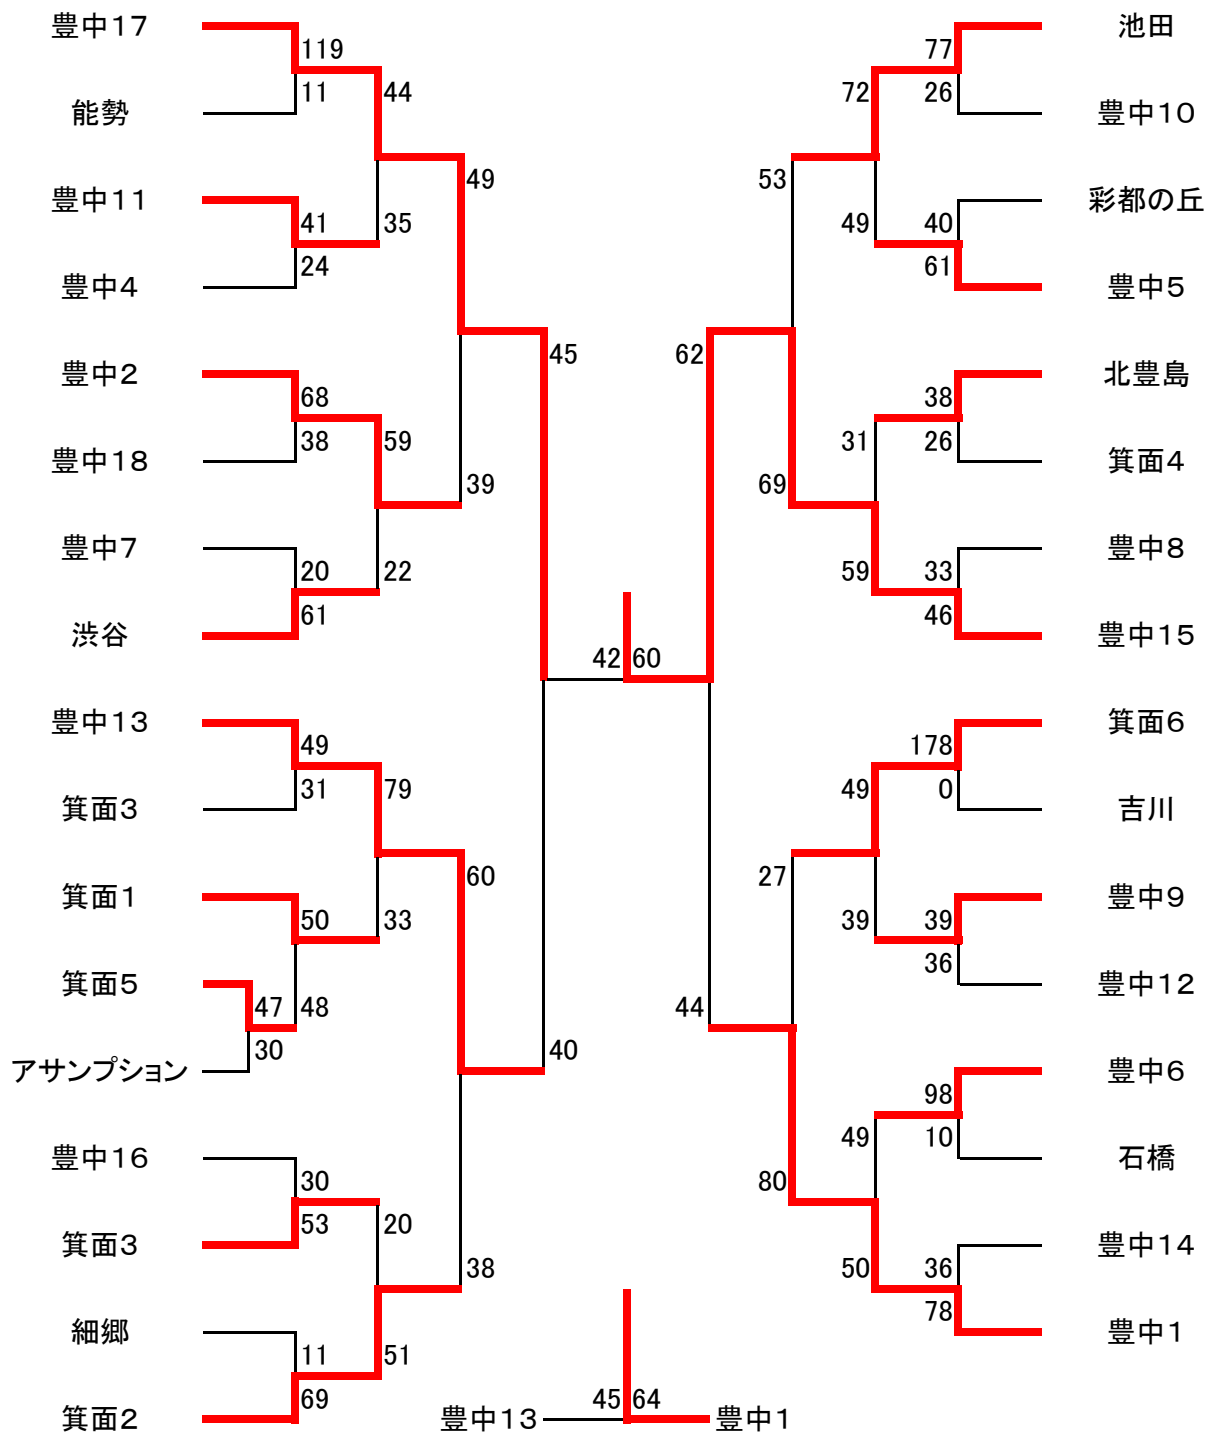 豊中17
119
11
44
能勢
49
豊中11
41
24
35
豊中4
45
豊中2
68
38
59
豊中18
39
豊中7
20
61
22
渋谷
42
60
豊中13
49
31
79
箕面3
60
箕面1
50
48
33
箕面5
47
30
アサンプション
40
豊中16
30
53
20
箕面3
38
細郷
11
69
51
箕面2
池田
77
26
72
豊中10
53
彩都の丘
40
61
49
豊中5
62
北豊島
38
26
31
箕面4
69
豊中8
33
46
59
豊中15
箕面6
178
0
49
吉川
27
豊中9
39
36
39
豊中12
44
豊中6
98
10
49
石橋
80
豊中14
36
78
50
豊中1
豊中13
45
64
豊中1